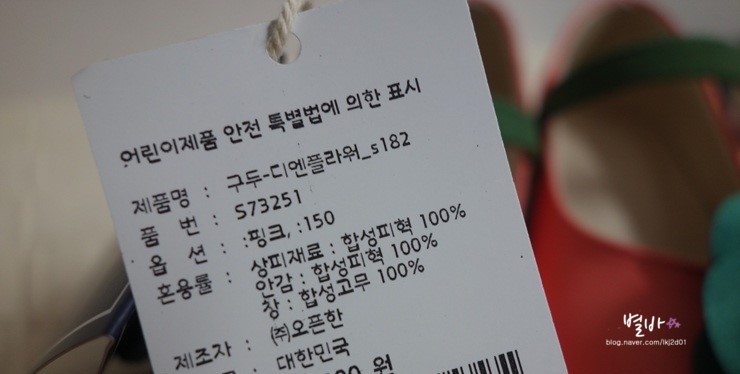 어린이제품 안전 특별법에 의한 표시
제품명 : 구두-디엔플라워_s182
품 번 : S73251
옵 션 : :핑크, :150
혼용률 : 상피재료 : 합성피혁 100%
안감 : 합성피혁 100%
창 : 합성고무 100%
제조자 : ㈜오픈한
대한민국
원
별바
blog.naver.com/lkj2d01